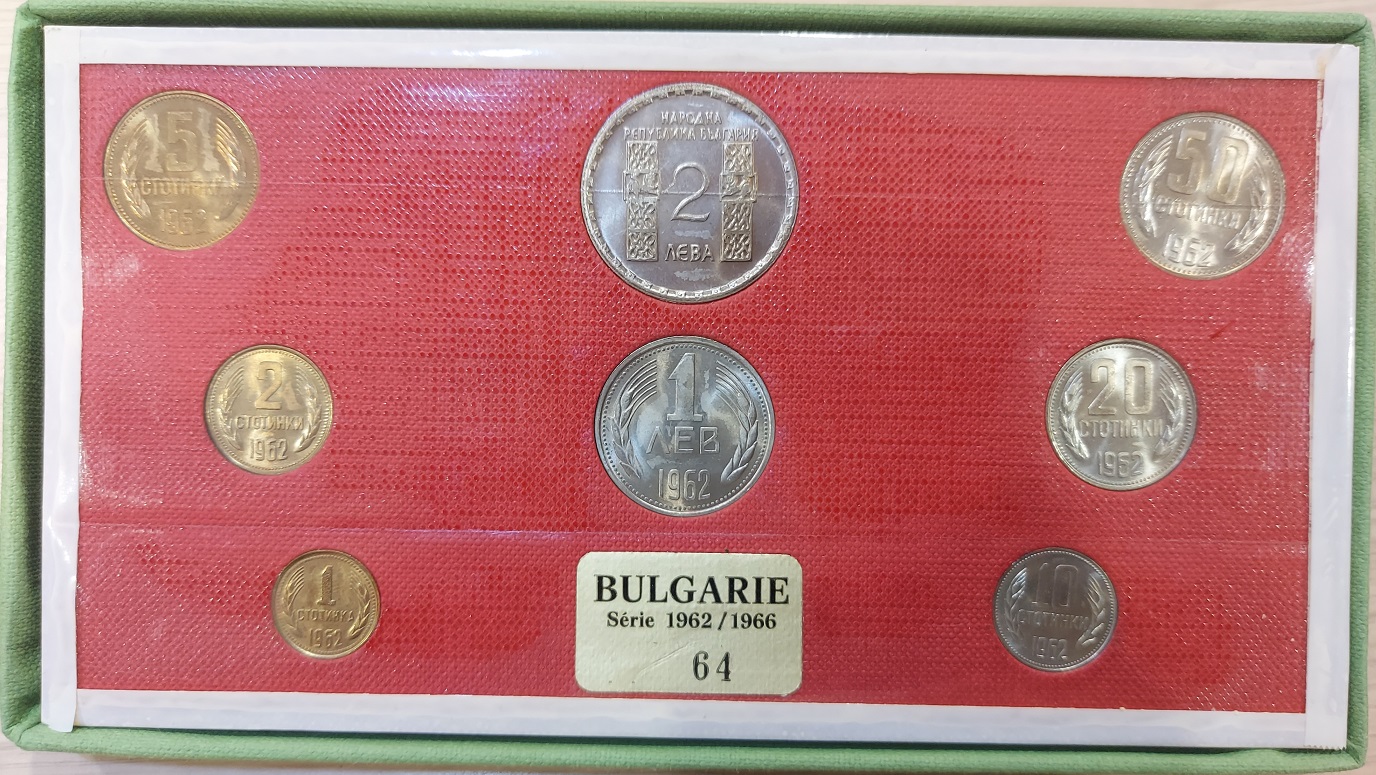 5
СТОТИНКИ
1962
НАРОДНА
РЕПУБЛИКА БЪЛГАРИЯ
2
ЛЕВА
50
СТОТИНКИ
1962
2
СТОТИНКИ
1962
1
ЛЕВ
1962
20
СТОТИНКИ
1962
1
СТОТИНКА
1962
BULGARIE
Série 1962/1966
64
10
СТОТИНКИ
1962